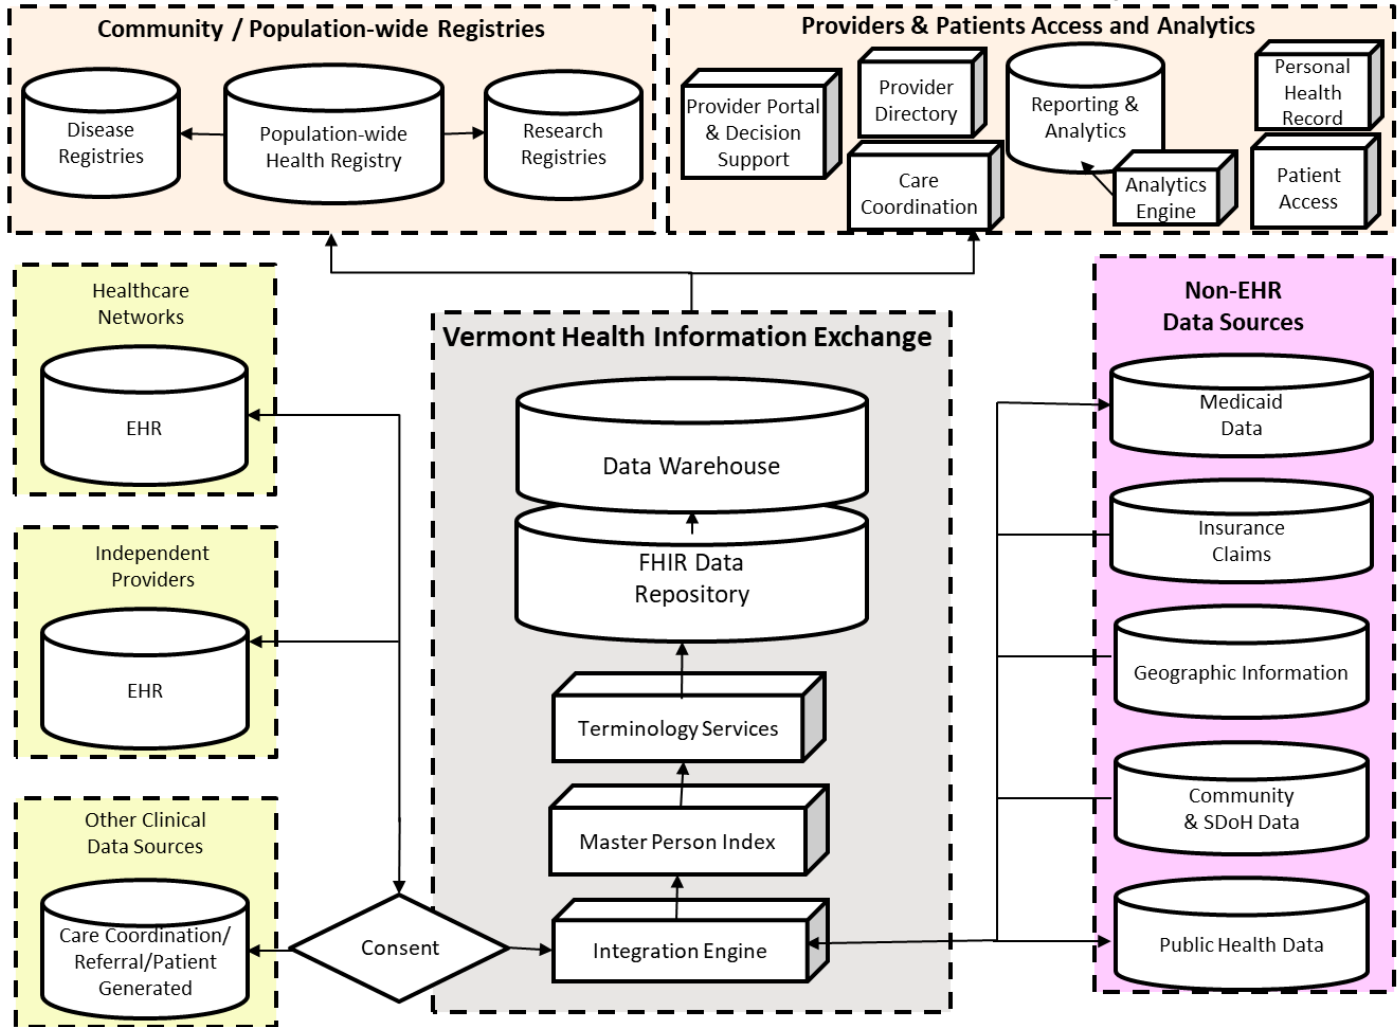 Community / Population-wide Registries
Disease
Registries
Population-wide
Health Registry
Research
Registries
Providers & Patients Access and Analytics
Provider Portal
& Decision
Support
Provider
Directory
Care
Coordination
Reporting &
Analytics
Analytics
Engine
Personal
Health
Record
Patient
Access
Healthcare
Networks
EHR
Independent
Providers
EHR
Other Clinical
Data Sources
Care Coordination/
Referral/Patient
Generated
Consent
Vermont Health Information Exchange
Data Warehouse
FHIR Data
Repository
Terminology Services
Master Person Index
Integration Engine
Non-EHR
Data Sources
Medicaid
Data
Insurance
Claims
Geographic Information
Community
& SDoH Data
Public Health Data